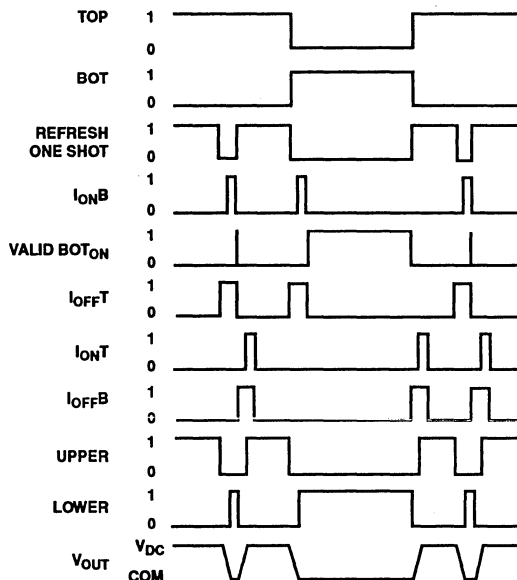 TOP 1
0
BOT 1
0
REFRESH
ONE SHOT 1
0
IONB 1
0
VALID BOTON 1
0
IOFFT 1
0
IONT 1
0
IOFFB 1
0
UPPER 1
0
LOWER 1
0
VOUT VDC
COM